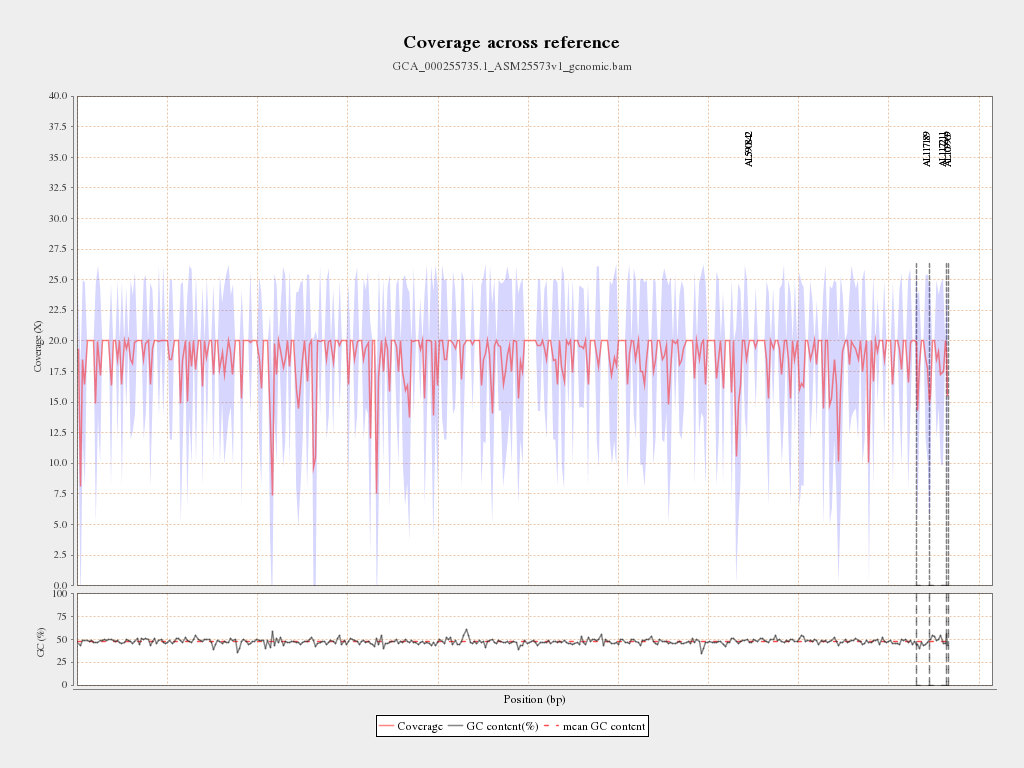 Coverage across reference
GCA_000255735.1_ASM25573v1_genomic.bam
40.0
37.5
35.0
32.5
30.0
27.5
25.0
22.5
20.0
17.5
15.0
12.5
10.0
7.5
5.0
2.5
0.0
Coverage (X)
AL590842
AL117189
AL117211
AL109969
100
75
50
25
0
GC (%)
Position (bp)
Coverage GC content(%) mean GC content